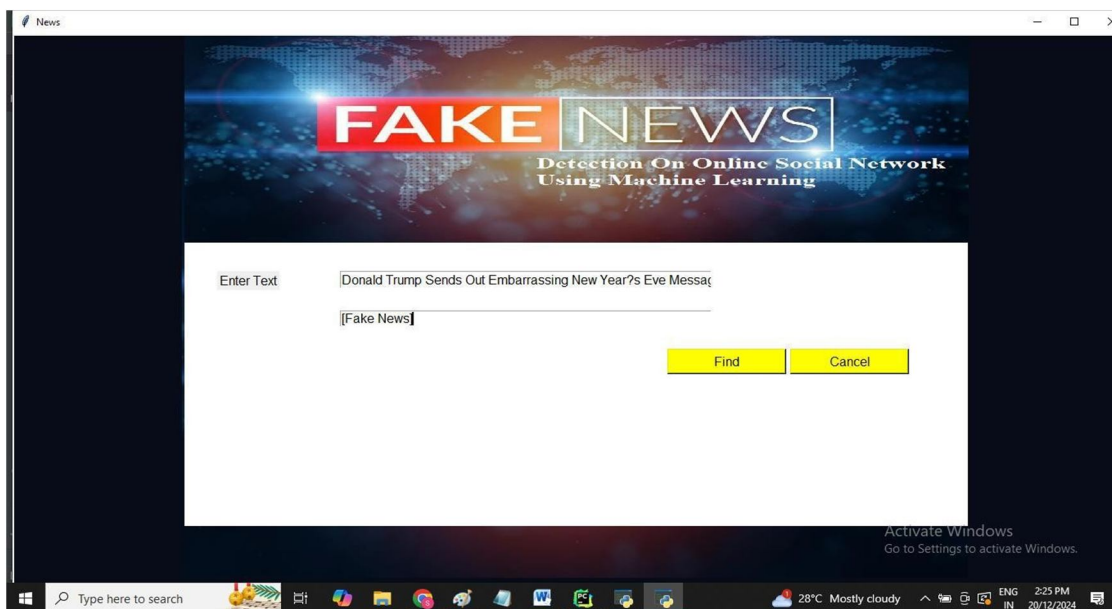 News
FAKE NEWS
Detection On Online Social Network
Using Machine Learning
Enter Text
Donald Trump Sends Out Embarrassing New Year?s Eve Messag
[Fake News]
Find
Cancel
Activate Windows
Go to Settings to activate Windows.
Type here to search
28°C Mostly cloudy
ENG
IN
2:25 PM
20/12/2024